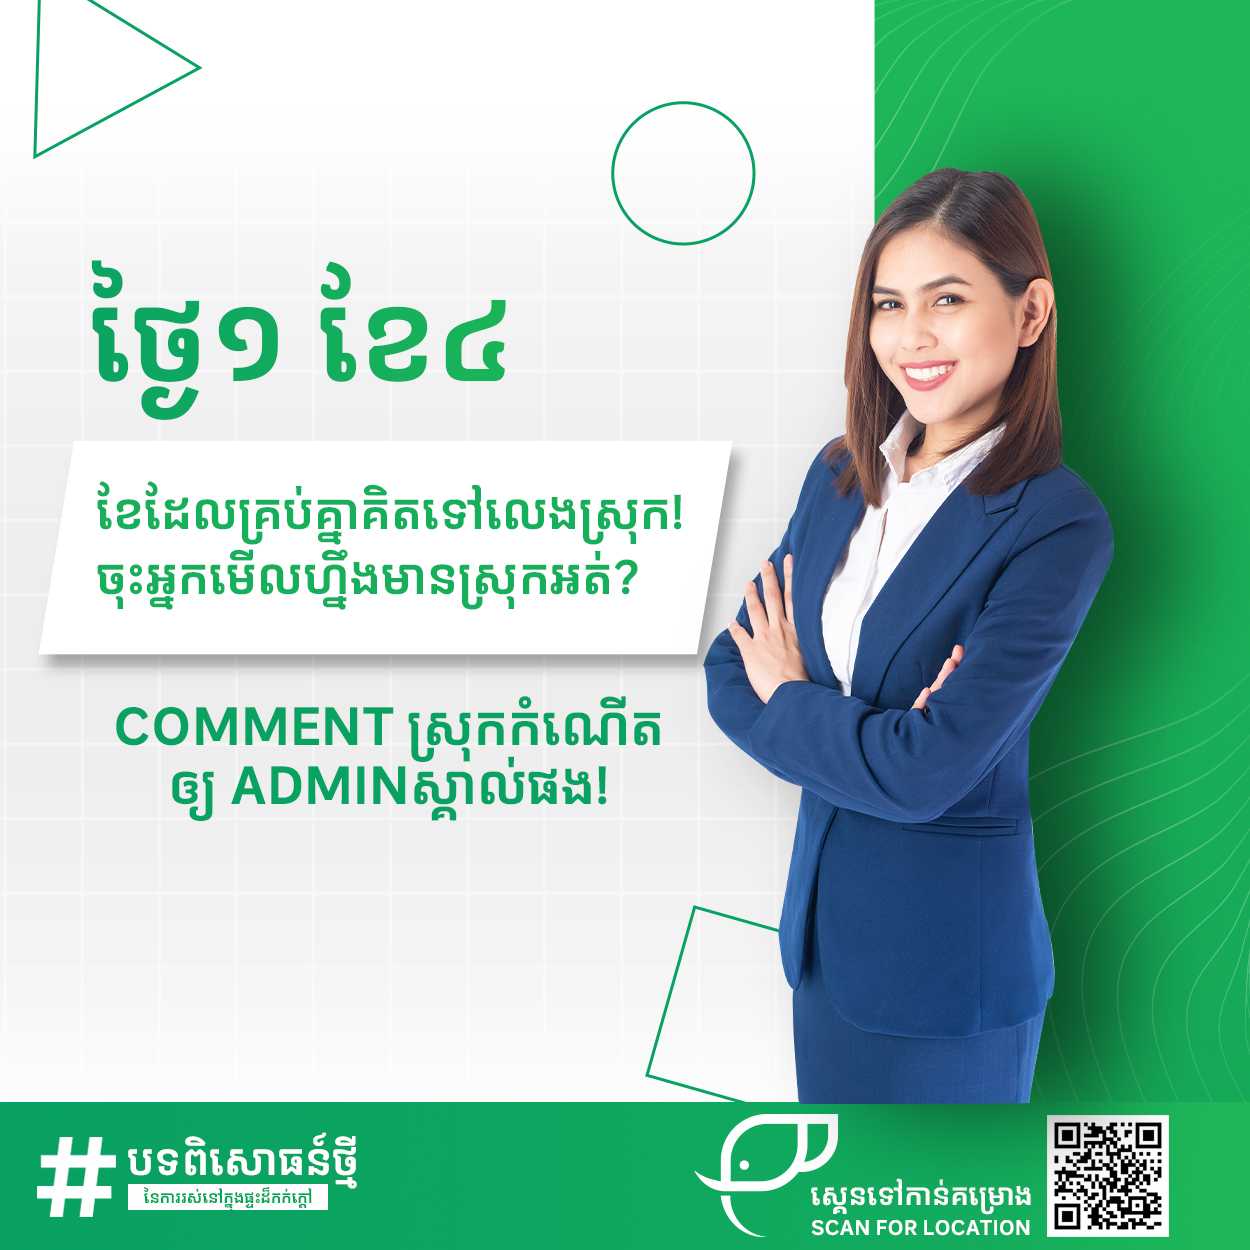 ថ្ងៃ១ ខែ៤
ខែដែលគ្រប់គ្នាគិតទៅលេងស្រុក!
ចុះអ្នកមើលហ្នឹងមានស្រុកអត់?
COMMENT ស្រុកកំណើត
ឲ្យ ADMINស្គាល់ផង!
#បទពិសោធន៍ថ្មី
នៃការរស់នៅក្នុងផ្ទះដ៏កក់ក្តៅ
ស្កេនទៅកាន់គម្រោង
SCAN FOR LOCATION